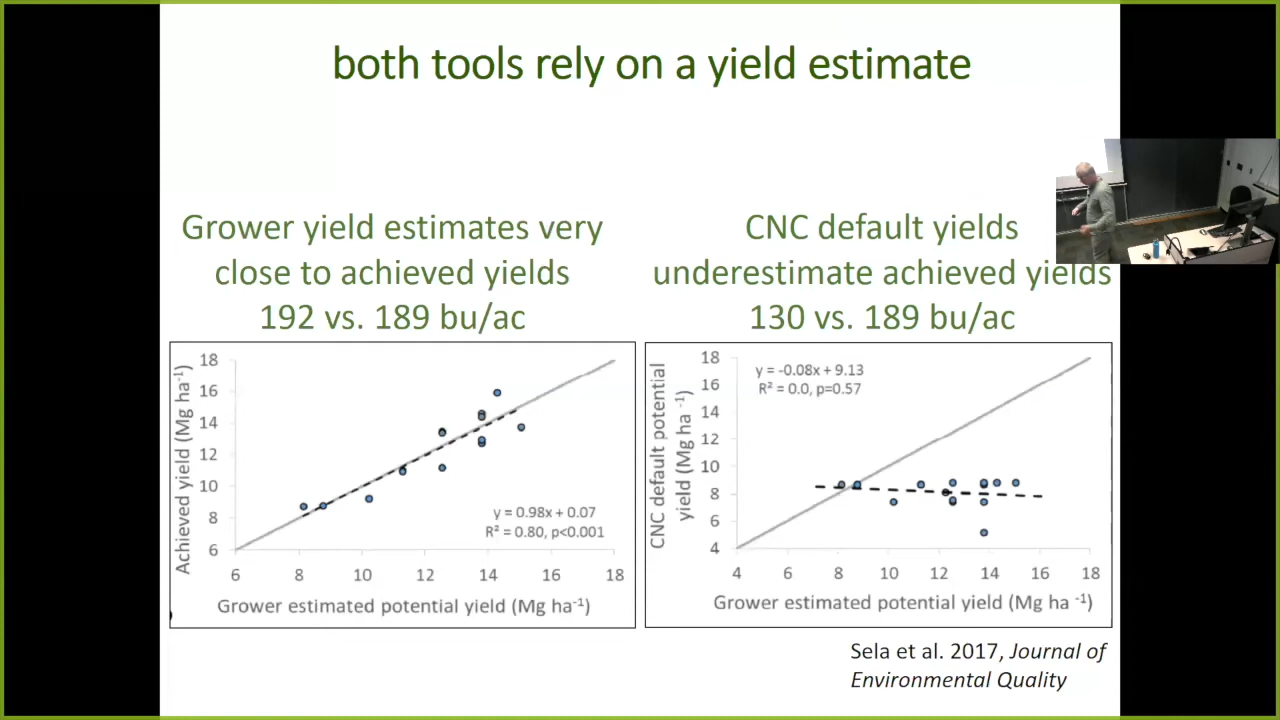 both tools rely on a yield estimate
Grower yield estimates very
close to achieved yields
192 vs. 189 bu/ac
CNC default yields
underestimate achieved yields
130 vs. 189 bu/ac
Achieved yield (Mg ha⁻¹)
18
16
14
12
10
8
6
y = 0.98x + 0.07
R² = 0.80, p<0.001
6 8 10 12 14 16 18
Grower estimated potential yield (Mg ha⁻¹)
CNC default potential
yield (Mg ha ⁻¹)
18
16
14
12
10
8
6
4
y = -0.08x + 9.13
R² = 0.0, p=0.57
4 6 8 10 12 14 16 18
Grower estimated potential yield (Mg ha ⁻¹)
Sela et al. 2017, Journal of
Environmental Quality